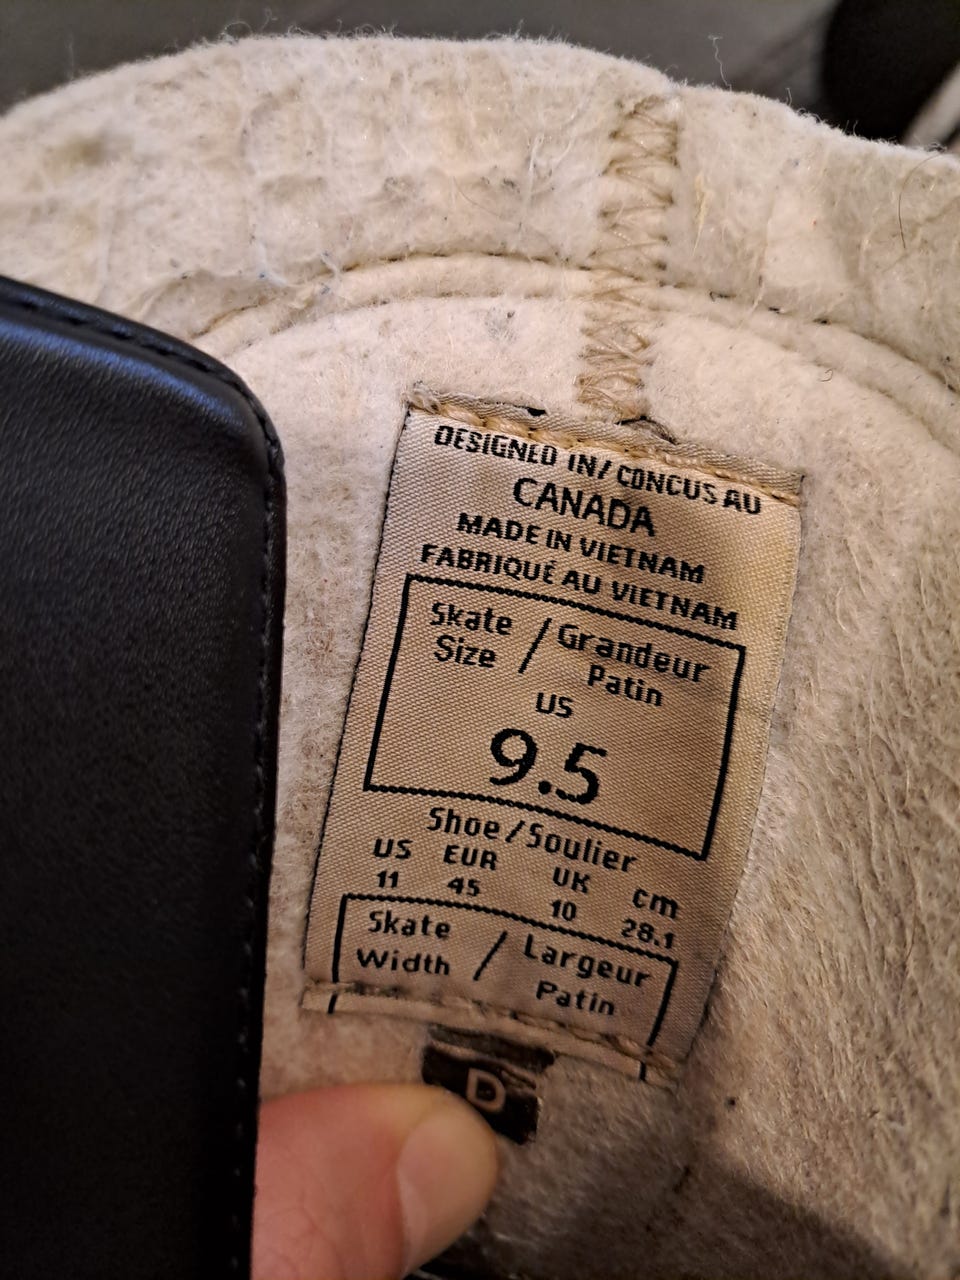 DESIGNED IN/CONCUS AU
CANADA
MADE IN VIETNAM
FABRIQUÉ AU VIETNAM
Skate / Grandeur
Size Patin
US
9.5
Shoe/Soulier
US EUR UK cm
11 45 10 28.1
Skate / Largeur
Width Patin
D